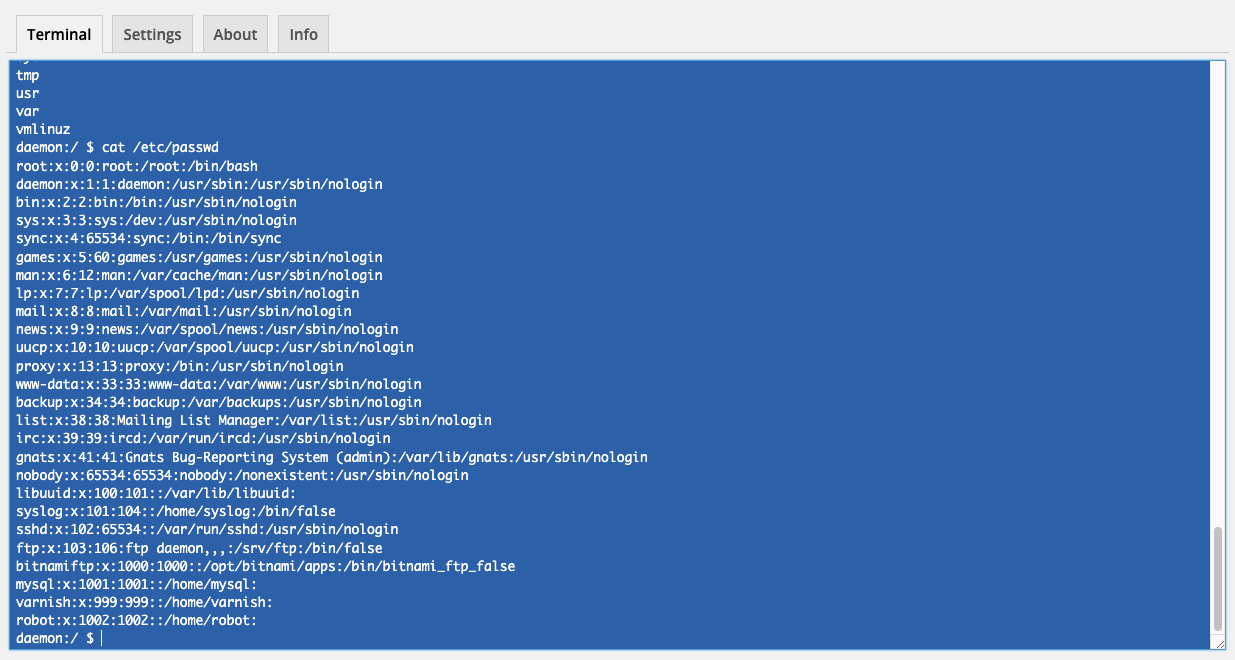 Terminal
Settings
About
Info
tmp
usr
var
vmlinuz
daemon:/ $ cat /etc/passwd
root:x:0:0:root:/root:/bin/bash
daemon:x:1:1:daemon:/usr/sbin:/usr/sbin/nologin
bin:x:2:2:bin:/bin:/usr/sbin/nologin
sys:x:3:3:sys:/dev:/usr/sbin/nologin
sync:x:4:65534:sync:/bin:/bin/sync
games:x:5:60:games:/usr/games:/usr/sbin/nologin
man:x:6:12:man:/var/cache/man:/usr/sbin/nologin
lp:x:7:7:lp:/var/spool/lpd:/usr/sbin/nologin
mail:x:8:8:mail:/var/mail:/usr/sbin/nologin
news:x:9:9:news:/var/spool/news:/usr/sbin/nologin
uucp:x:10:10:uucp:/var/spool/uucp:/usr/sbin/nologin
proxy:x:13:13:proxy:/bin:/usr/sbin/nologin
www-data:x:33:33:www-data:/var/www:/usr/sbin/nologin
backup:x:34:34:backup:/var/backups:/usr/sbin/nologin
list:x:38:38:Mailing List Manager:/var/list:/usr/sbin/nologin
irc:x:39:39:ircd:/var/run/ircd:/usr/sbin/nologin
gnats:x:41:41:Gnats Bug-Reporting System (admin):/var/lib/gnats:/usr/sbin/nologin
nobody:x:65534:65534:nobody:/nonexistent:/usr/sbin/nologin
libuuid:x:100:101::/var/lib/libuuid:
syslog:x:101:104::/home/syslog:/bin/false
sshd:x:102:65534::/var/run/sshd:/usr/sbin/nologin
ftp:x:103:106:ftp daemon,,,:/srv/ftp:/bin/false
bitnamiftp:x:1000:1000::/opt/bitnami/apps:/bin/bitnami_ftp_false
mysql:x:1001:1001::/home/mysql:
varnish:x:999:999::/home/varnish:
robot:x:1002:1002::/home/robot:
daemon:/ $